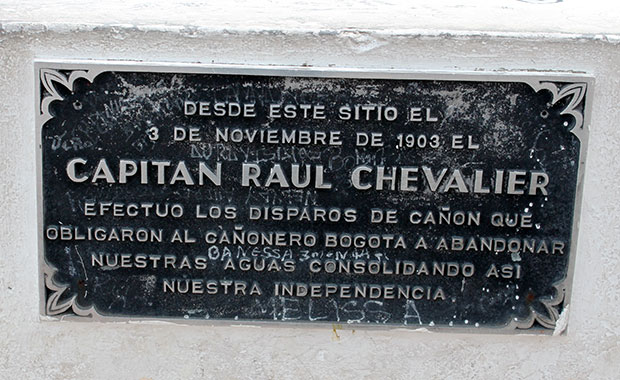 DESDE ESTE SITIO EL
3 DE NOVIEMBRE DE 1903 EL
CAPITAN RAUL CHEVALIER
EFECTUO LOS DISPAROS DE CAÑON QUE
OBLIGARON AL CAÑONERO BOGOTA A ABANDONAR
NUESTRAS AGUAS CONSOLIDANDO ASI
NUESTRA INDEPENDENCIA
MELISSA